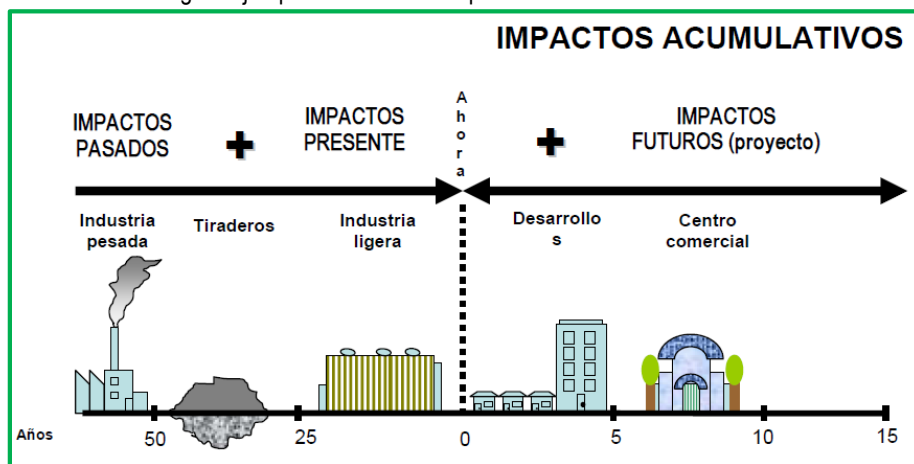 IMPACTOS ACUMULATIVOS
IMPACTOS
PASADOS
+
IMPACTOS
PRESENTE
A
h
o
r
a
+
IMPACTOS
FUTUROS (proyecto)
Industria
pesada
Tiraderos
Industria
ligera
Desarrollo
s
Centro
comercial
Años
50
25
0
5
10
15